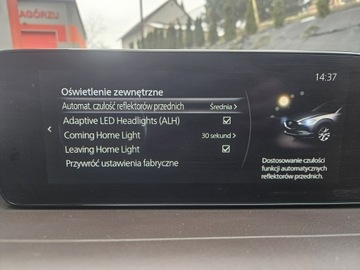 AGÓRZU
14:37
Oświetlenie zewnętrzne
Automat. czułość reflektorów przednich Średnia >
Adaptive LED Headlights (ALH)
Coming Home Light 30 sekund >
Leaving Home Light
Przywróć ustawienia fabryczne
Dostosowanie czułości
funkcji automatycznych
reflektorów przednich.